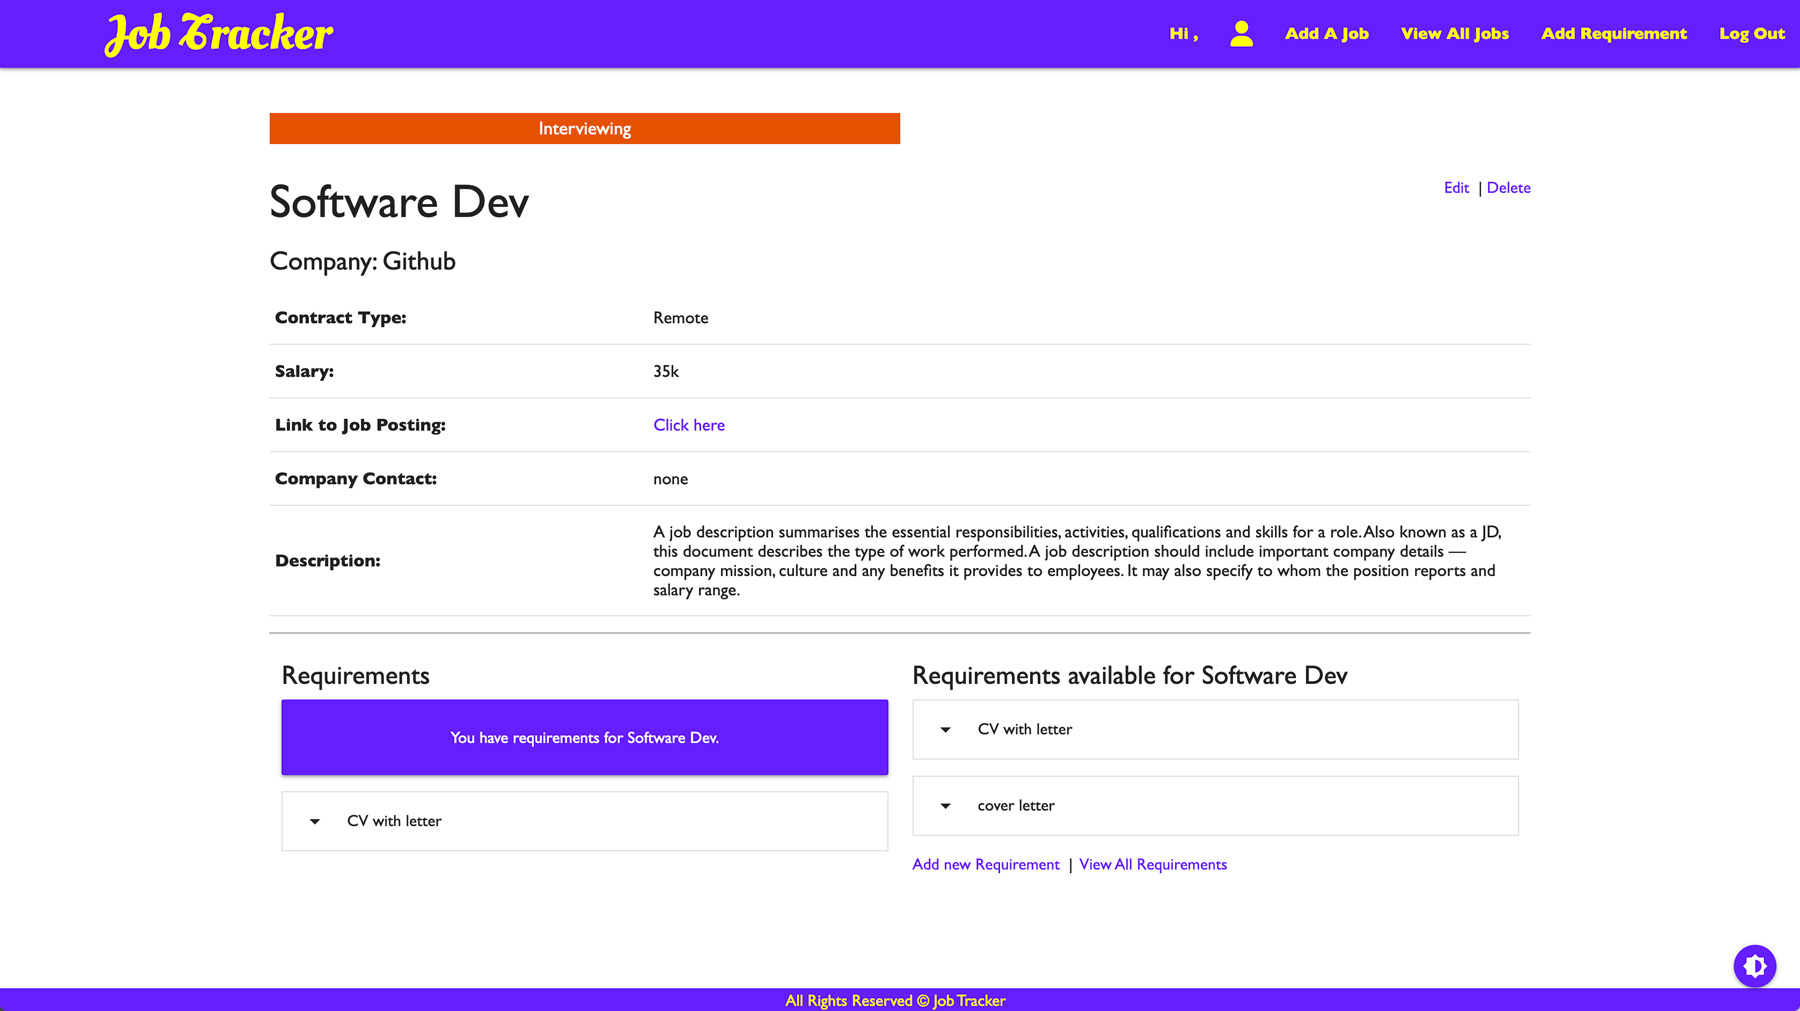 Job Tracker
Hi ,
Add A Job
View All Jobs
Add Requirement
Log Out
Interviewing
Software Dev
Edit | Delete
Company: Github
Contract Type:
Remote
Salary:
35k
Link to Job Posting:
Click here
Company Contact:
none
Description:
A job description summarises the essential responsibilities, activities, qualifications and skills for a role. Also known as a JD,
this document describes the type of work performed. A job description should include important company details —
company mission, culture and any benefits it provides to employees. It may also specify to whom the position reports and
salary range.
Requirements
You have requirements for Software Dev.
CV with letter
Requirements available for Software Dev
CV with letter
cover letter
Add new Requirement | View All Requirements
All Rights Reserved © Job Tracker